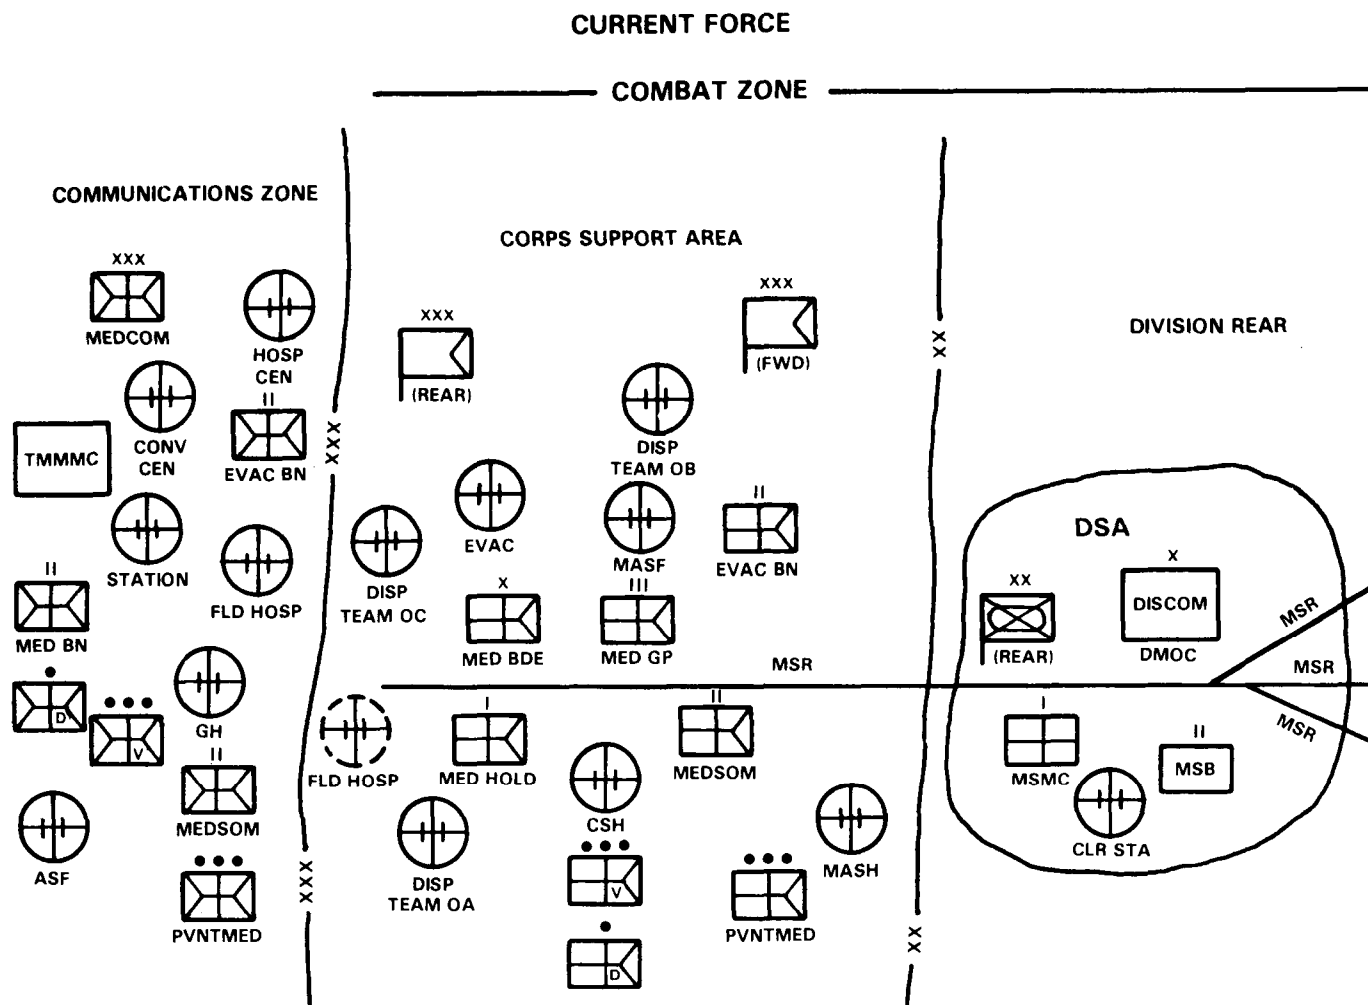 CURRENT FORCE
COMBAT ZONE
COMMUNICATIONS ZONE
XXX
MEDCOM
HOSP
CEN
CONV
CEN
II
EVAC BN
TMMMC
STATION
FLD HOSP
II
MED BN
D
V
GH
II
MEDSOM
ASF
PVNTMED
XXX
XXX
CORPS SUPPORT AREA
XXX
(REAR)
XXX
(FWD)
DISP
TEAM OB
EVAC
MASF
II
EVAC BN
DISP
TEAM OC
X
MED BDE
III
MED GP
MSR
FLD HOSP
I
MED HOLD
II
MEDSOM
CSH
DISP
TEAM OA
V
D
MASH
PVNTMED
XX
XX
DIVISION REAR
DSA
XX
(REAR)
X
DISCOM
DMOC
MSR
MSR
MSR
I
MSMC
II
MSB
CLR STA